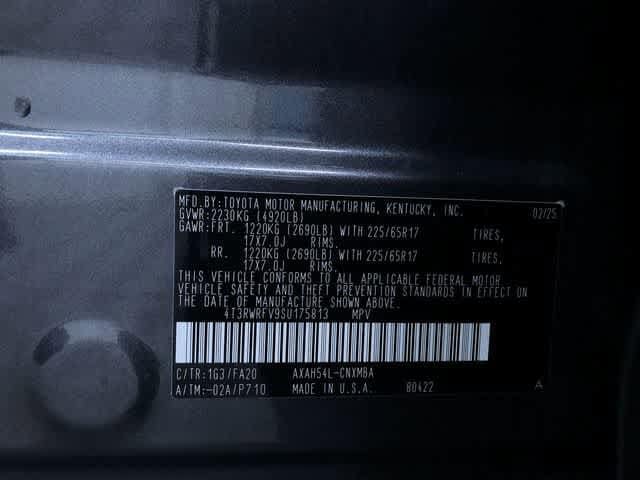 MFD.BY:TOYOTA MOTOR MANUFACTURING, KENTUCKY, INC. 02/25
GVWR:2230KG (4920LB)
GAWR:FRT. 1220KG (2690LB) WITH 225/65R17 TIRES,
17X7.0J RIMS.
RR. 1220KG (2690LB) WITH 225/65R17 TIRES,
17X7.0J RIMS.
THIS VEHICLE CONFORMS TO ALL APPLICABLE FEDERAL MOTOR
VEHICLE SAFETY AND THEFT PREVENTION STANDARDS IN EFFECT ON
THE DATE OF MANUFACTURE SHOWN ABOVE.
4T3RWRFV9SU175813 MPV
C/TR:1G3/FA20 AXAH54L-CNXMBA
A/TM:-02A/P710 MADE IN U.S.A. 80422 A